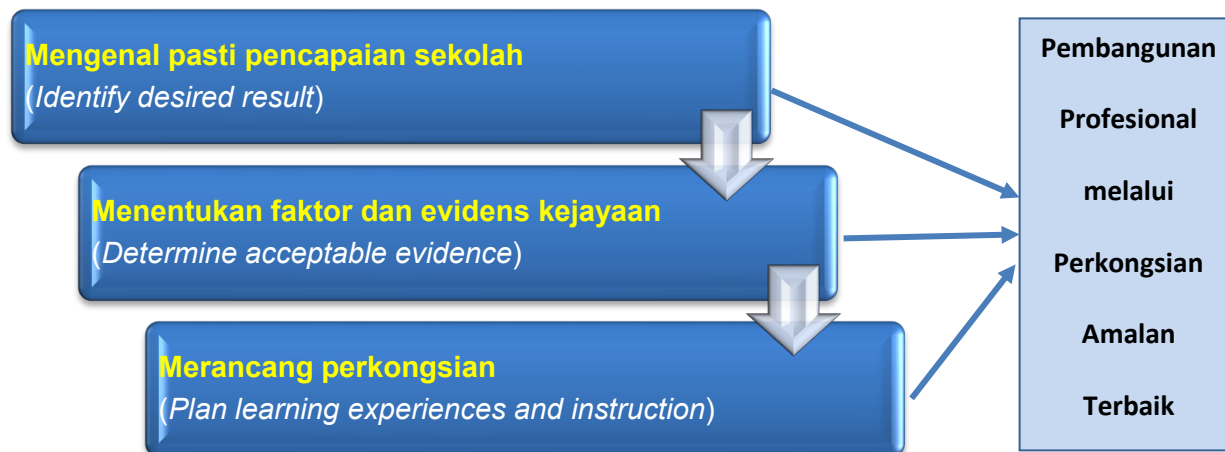 Mengenal pasti pencapaian sekolah
(Identify desired result)
Menentukan faktor dan evidens kejayaan
(Determine acceptable evidence)
Merancang perkongsian
(Plan learning experiences and instruction)
Pembangunan
Profesional
melalui
Perkongsian
Amalan
Terbaik